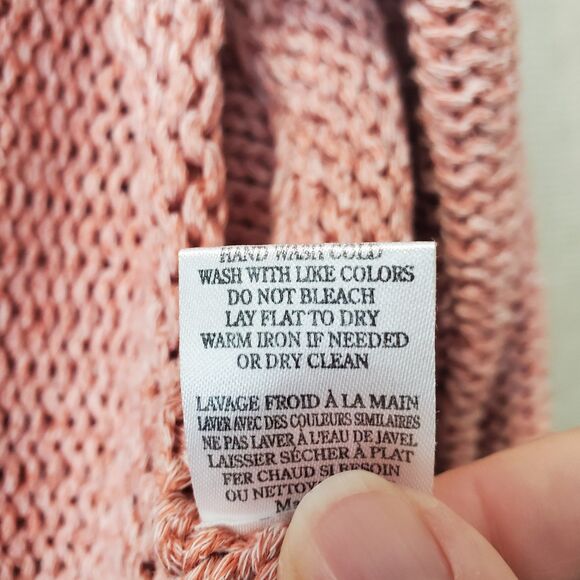 HAND WASH COLD
WASH WITH LIKE COLORS
DO NOT BLEACH
LAY FLAT TO DRY
WARM IRON IF NEEDED
OR DRY CLEAN
LAVAGE FROID À LA MAIN
LAVER AVEC DES COULEURS SIMILAIRES
NE PAS LAVER À L'EAU DE JAVEL
LAISSER SÉCHER À PLAT
FER CHAUD SI BESOIN
OU